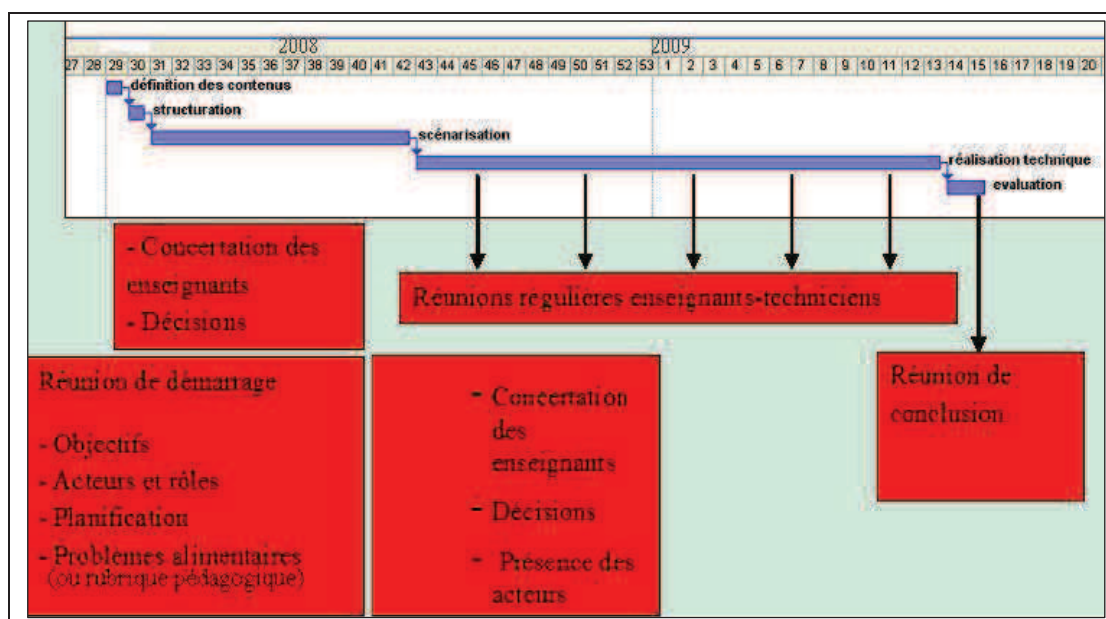 2008 2009
27 28 29 30 31 32 33 34 35 36 37 38 39 40 41 42 43 44 45 46 47 48 49 50 51 52 53 1 2 3 4 5 6 7 8 9 10 11 12 13 14 15 16 17 18 19 20
définition des contenus
structuration
scénarisation
réalisation technique
evaluation
- Concertation des
enseignants
- Décisions
Réunions régulières enseignants-techniciens
Réunion de démarrage
- Objectifs
- Acteurs et rôles
- Planification
- Problèmes alimentaires
(ou rubrique pédagogique)
- Concertation
des
enseignants
- Décisions
- Présence des
acteurs
Réunion de
conclusion